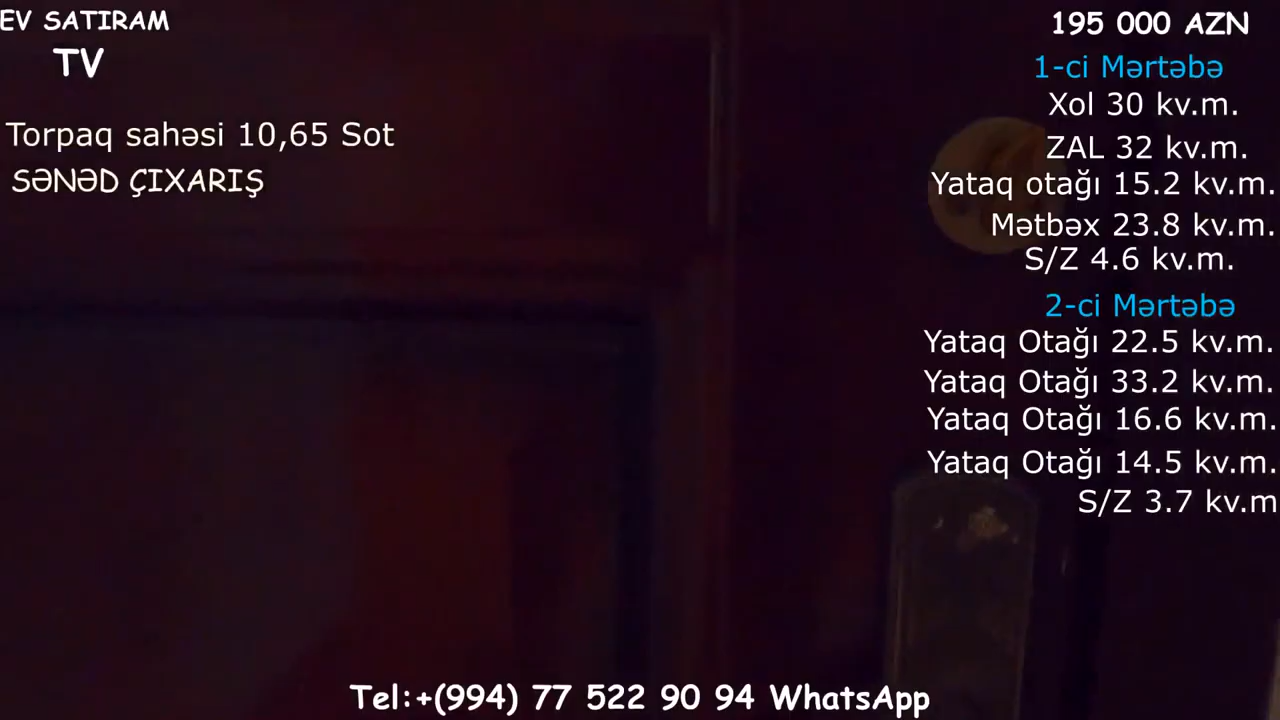 EV SATIRAM
TV
Torpaq sahəsi 10,65 Sot
SƏNƏD ÇIXARIŞ
195 000 AZN
1-ci Mərtəbə
Xol 30 kv.m.
ZAL 32 kv.m.
Yataq otağı 15.2 kv.m.
Mətbəx 23.8 kv.m.
S/Z 4.6 kv.m.
2-ci Mərtəbə
Yataq Otağı 22.5 kv.m.
Yataq Otağı 33.2 kv.m.
Yataq Otağı 16.6 kv.m.
Yataq Otağı 14.5 kv.m.
S/Z 3.7 kv.m
Tel:+(994) 77 522 90 94 WhatsApp